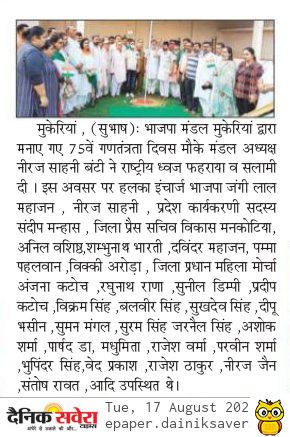 मुकेरियां , (सुभाष)ः भाजपा मंडल मुकेरियां द्वारा
मनाए गए 75वें गणतंत्रता दिवस मौके मंडल अध्यक्ष
नीरज साहनी बंटी ने राष्ट्रीय ध्वज फहराया व सलामी
दी । इस अवसर पर हलका इंचार्ज भाजपा जंगी लाल
महाजन , नीरज साहनी , प्रदेश कार्यकरणी सदस्य
संदीप मन्हास , जिला प्रैस सचिव विकास मनकोटिया,
अनिल वशिष्ठ,शम्भुनाथ भारती ,दविंदर महाजन, पम्मा
पहलवान ,विक्की अरोड़ा , जिला प्रधान महिला मोर्चा
अंजना कटोच ,रघुनाथ राणा ,सुनील डिम्पी ,प्रदीप
कटोच ,विक्रम सिंह ,बलवीर सिंह ,सुखदेव सिंह ,दीपू
भसीन ,सुमन मंगल ,सुरम सिंह जरनैल सिंह ,अशोक
शर्मा ,पार्षद डा, मधुमिता ,राजेश वर्मा ,परवीन शर्मा
,भुपिंदर सिंह,वेद प्रकाश ,राजेश ठाकुर ,नीरज जैन
,संतोष रावत ,आदि उपस्थित थे।
दैनिक सवेरा
टाइम्स
Tue, 17 August 202
epaper.dainiksaver